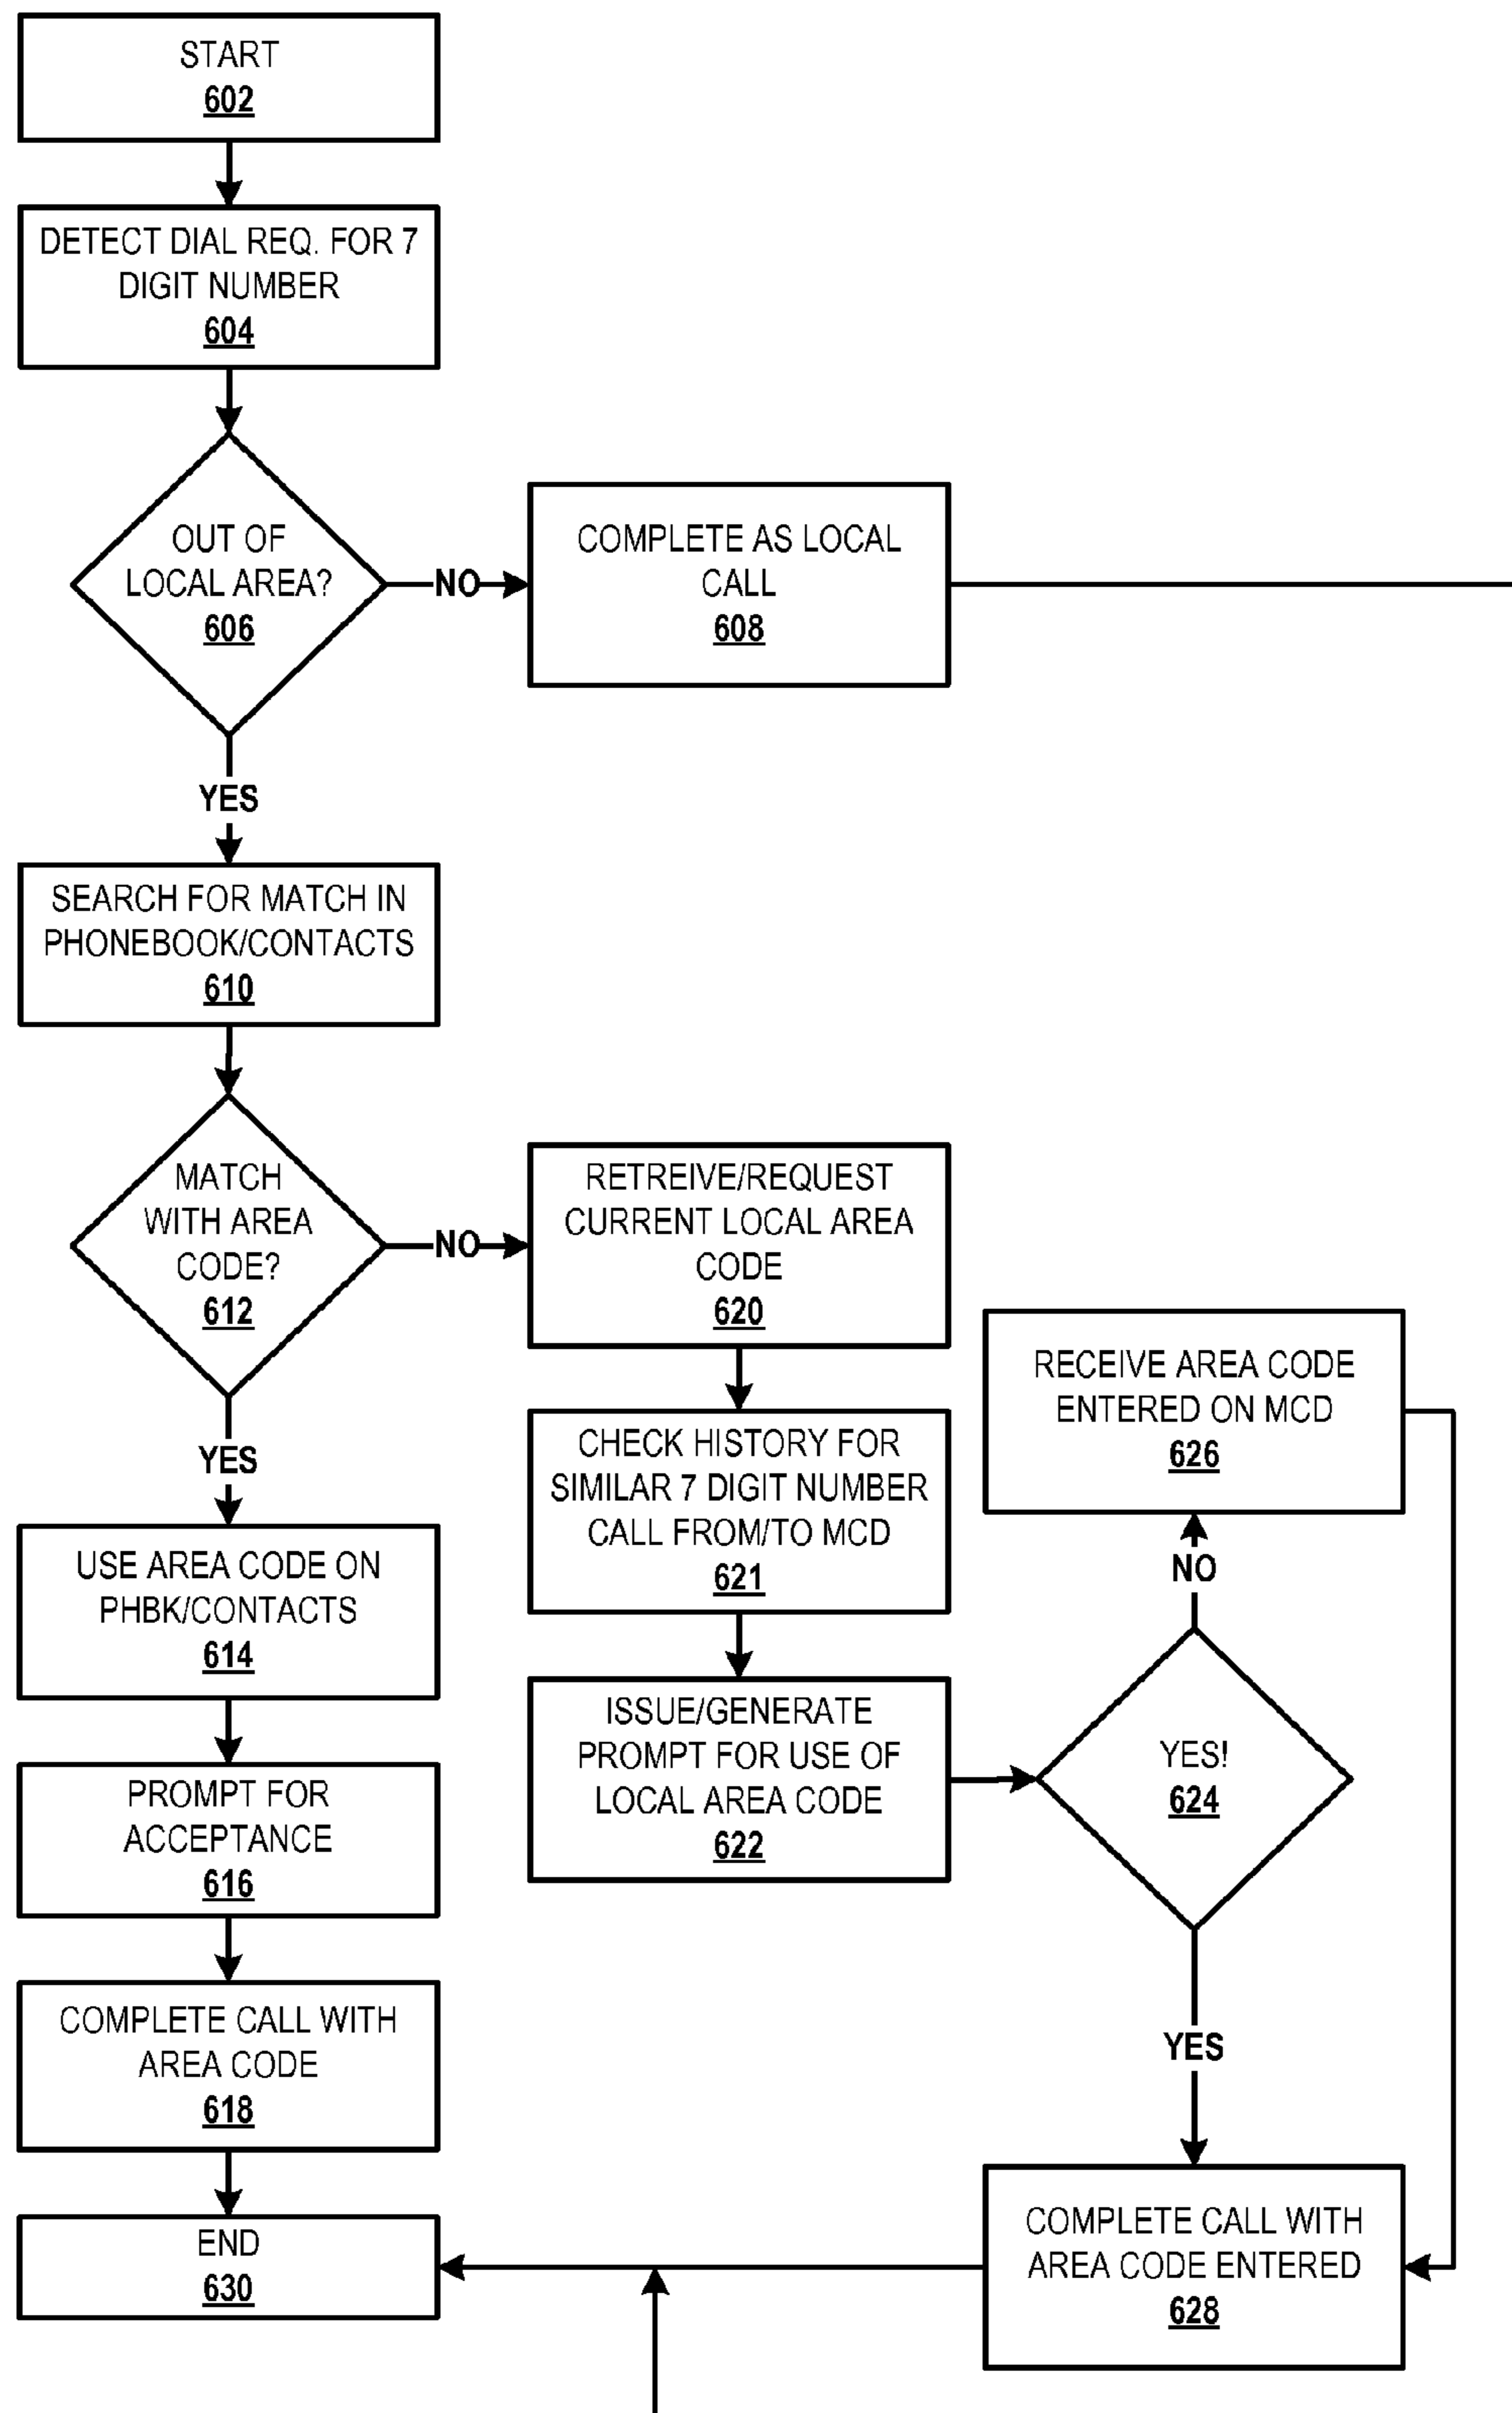 START
602
DETECT DIAL REQ. FOR 7
DIGIT NUMBER
604
OUT OF
LOCAL AREA?
606
NO
COMPLETE AS LOCAL
CALL
608
YES
SEARCH FOR MATCH IN
PHONEBOOK/CONTACTS
610
MATCH
WITH AREA
CODE?
612
NO
RETREIVE/REQUEST
CURRENT LOCAL AREA
CODE
620
YES
USE AREA CODE ON
PHBK/CONTACTS
614
PROMPT FOR
ACCEPTANCE
616
COMPLETE CALL WITH
AREA CODE
618
END
630
CHECK HISTORY FOR
SIMILAR 7 DIGIT NUMBER
CALL FROM/TO MCD
621
ISSUE/GENERATE
PROMPT FOR USE OF
LOCAL AREA CODE
622
RECEIVE AREA CODE
ENTERED ON MCD
626
NO
YES!
624
YES
COMPLETE CALL WITH
AREA CODE ENTERED
628